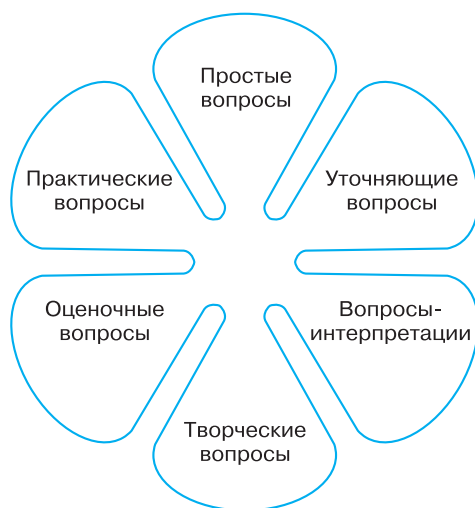 Простые
вопросы
Практические
вопросы
Уточняющие
вопросы
Оценочные
вопросы
Вопросы-
интерпретации
Творческие
вопросы